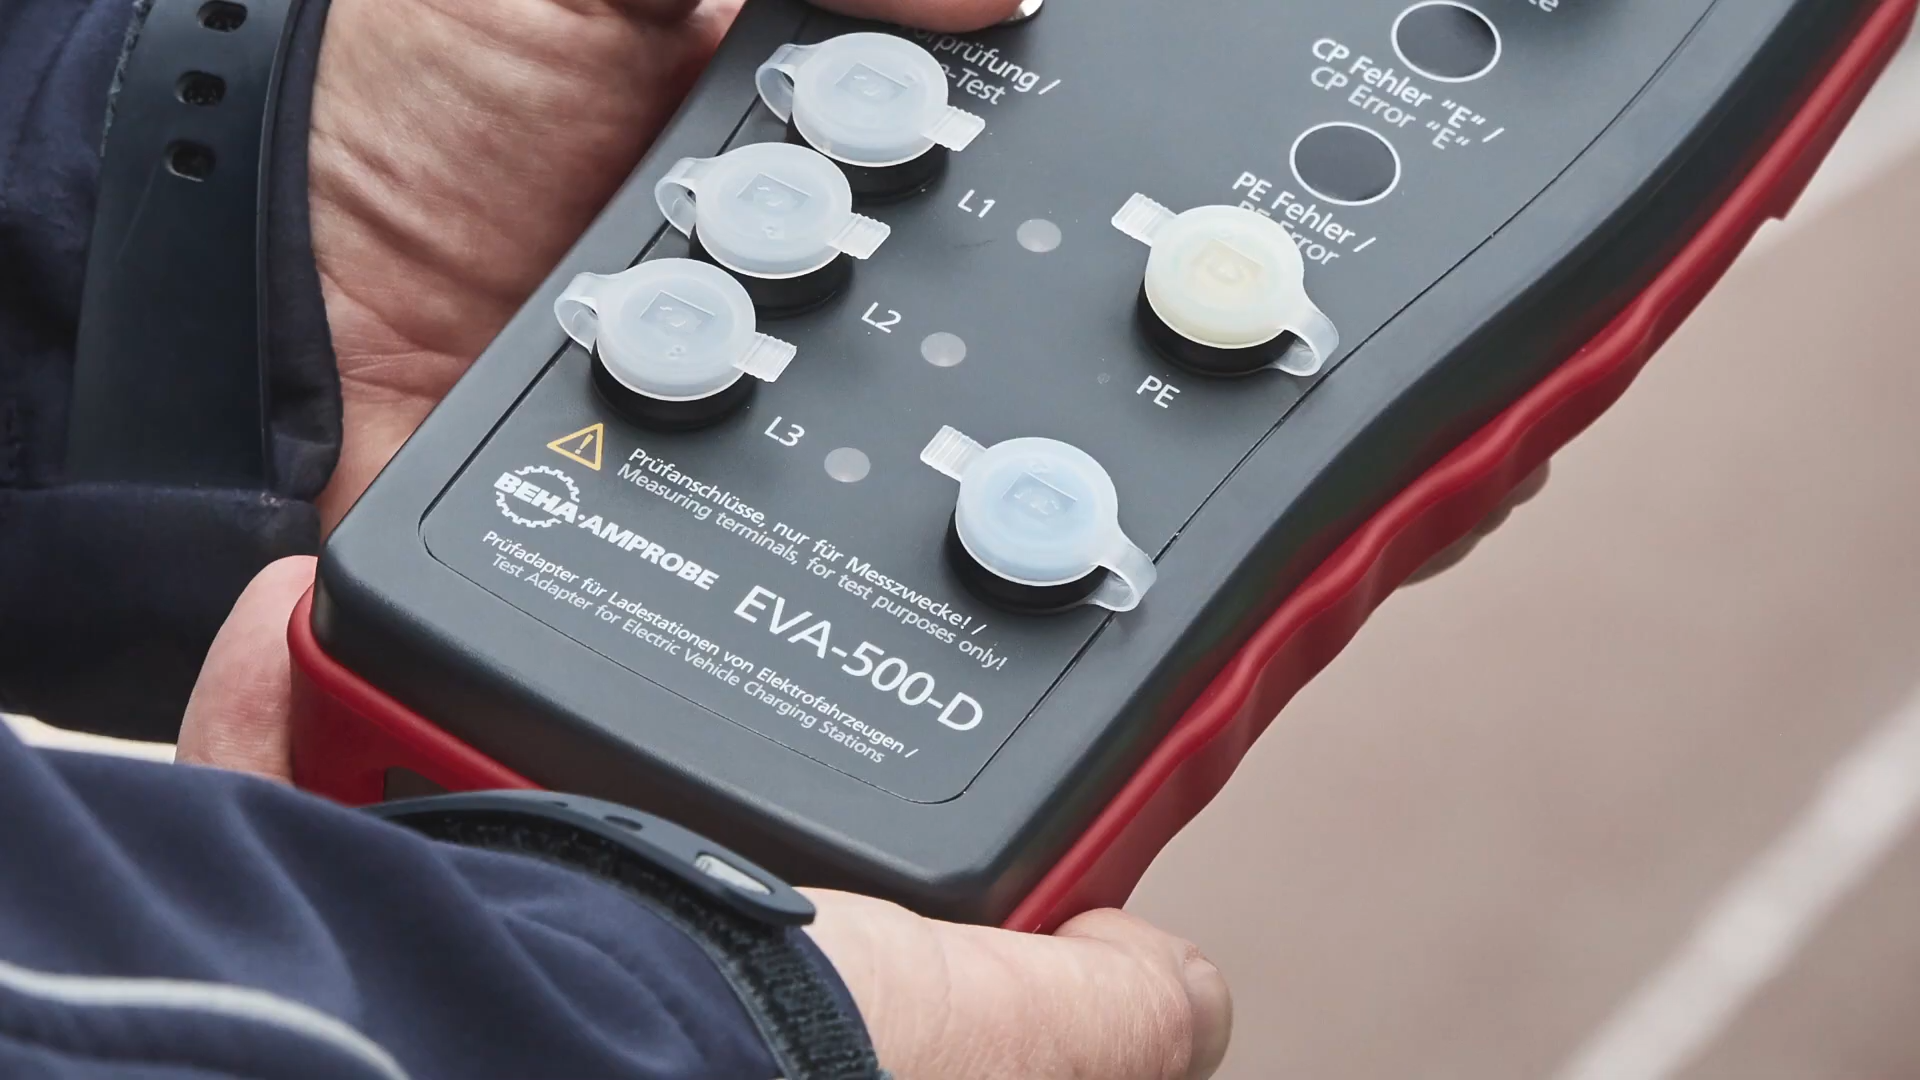 CP Fehler "E" /
CP Error "E"
PE Fehler /
Error
-Test
L1
L2
L3
PE
Prüfanschlüsse, nur für Messzwecke! /
Measuring terminals, for test purposes only!
BEHA-AMPROBE EVA-500-D
Prüfadapter für Ladestationen von Elektrofahrzeugen /
Test Adapter for Electric Vehicle Charging Stations